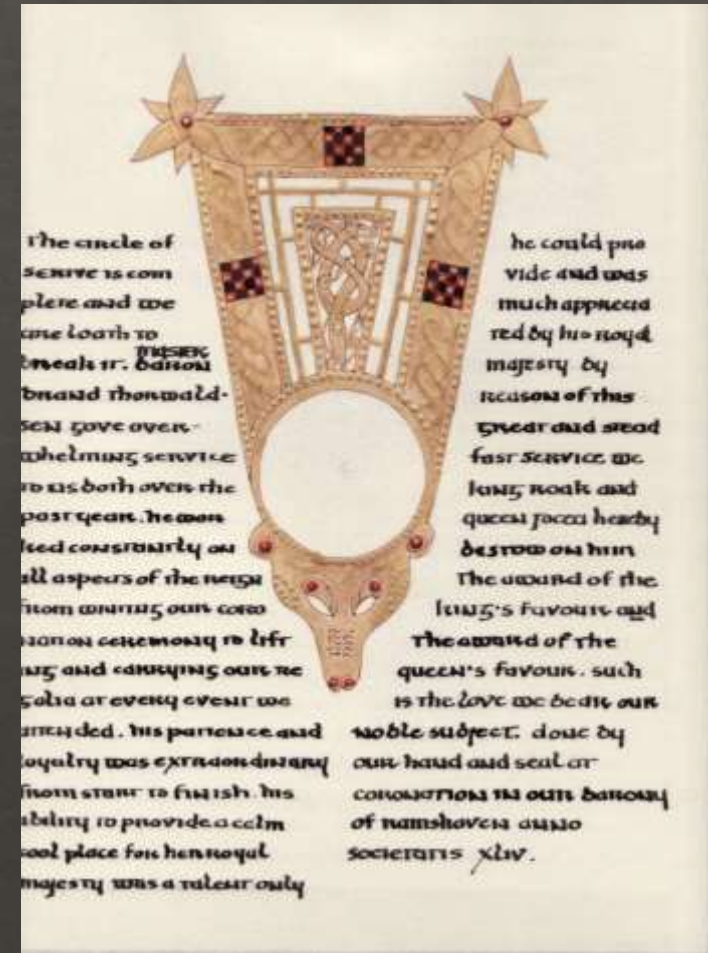 The circle of
service is com
plete and we
are loath to
break it. master baron
brand thorwald-
sen gave over-
whelming service
to us both over the
past year. he wor
ked constantly on
all aspects of the reign
from writing our coro
nation ceremony to lift
ing and carrying our re
galia at every event we
attended. his patience and
loyalty was extraordinary
from start to finish. his
ability to provide a calm
cool place for her royal
majesty was a talent only
he could pro
vide and was
much apprecia
ted by his royal
majesty by
reason of this
great and stead
fast service we
king roak and
queen hereby
bestow on him
The award of the
king's favour and
The award of the
queen's favour. such
is the love we bear our
noble subject. done by
our hand and seal at
coronation in our barony
of ramshaven anno
societatis xliv.